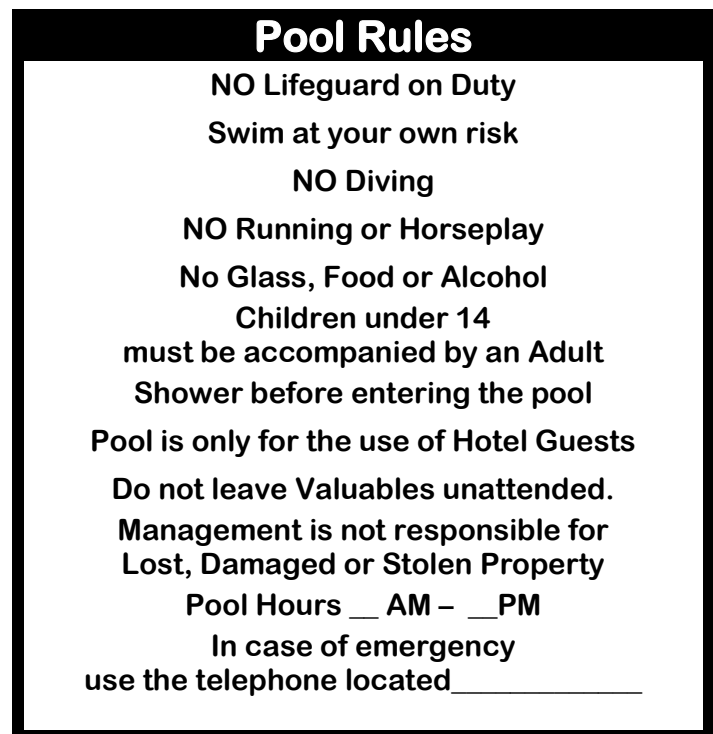 Pool Rules
NO Lifeguard on Duty
Swim at your own risk
NO Diving
NO Running or Horseplay
No Glass, Food or Alcohol
Children under 14
must be accompanied by an Adult
Shower before entering the pool
Pool is only for the use of Hotel Guests
Do not leave Valuables unattended.
Management is not responsible for
Lost, Damaged or Stolen Property
Pool Hours __ AM – __PM
In case of emergency
use the telephone located_____________